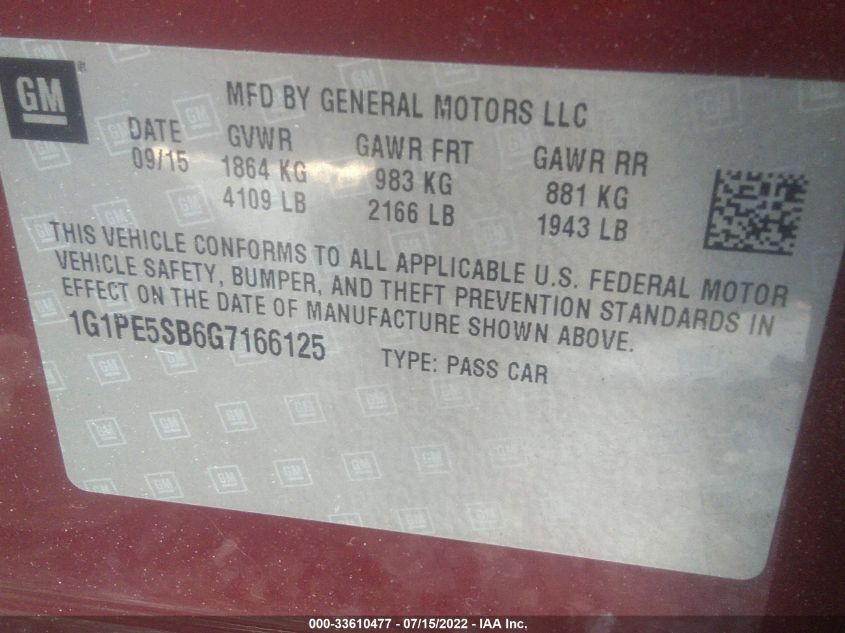 GM
MFD BY GENERAL MOTORS LLC
DATE GVWR GAWR FRT GAWR RR
09/15 1864 KG 983 KG 881 KG
4109 LB 2166 LB 1943 LB
THIS VEHICLE CONFORMS TO ALL APPLICABLE U.S. FEDERAL MOTOR
VEHICLE SAFETY, BUMPER, AND THEFT PREVENTION STANDARDS IN
EFFECT ON THE DATE OF MANUFACTURE SHOWN ABOVE.
1G1PE5SB6G7166125 TYPE: PASS CAR
000-33610477 - 07/15/2022 - IAA Inc.